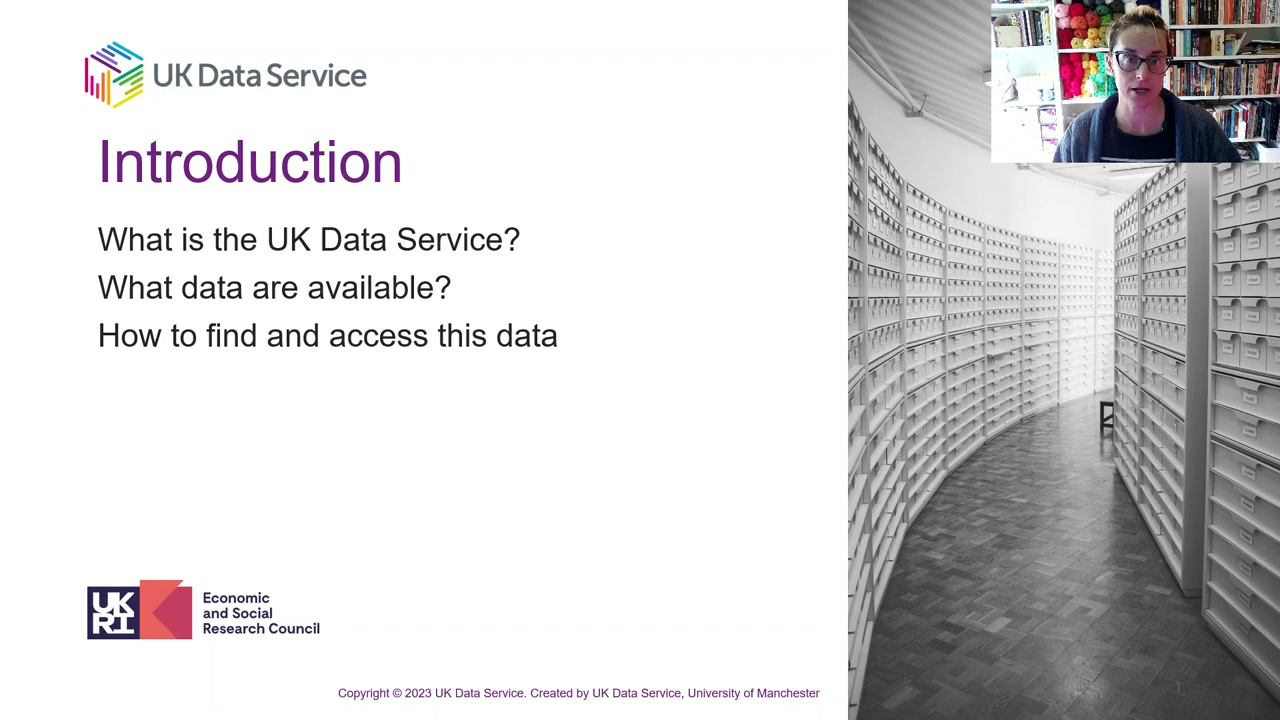 UK Data Service
Introduction
What is the UK Data Service?
What data are available?
How to find and access this data
UK
RI
Economic
and Social
Research Council
Copyright © 2023 UK Data Service. Created by UK Data Service, University of Manchester